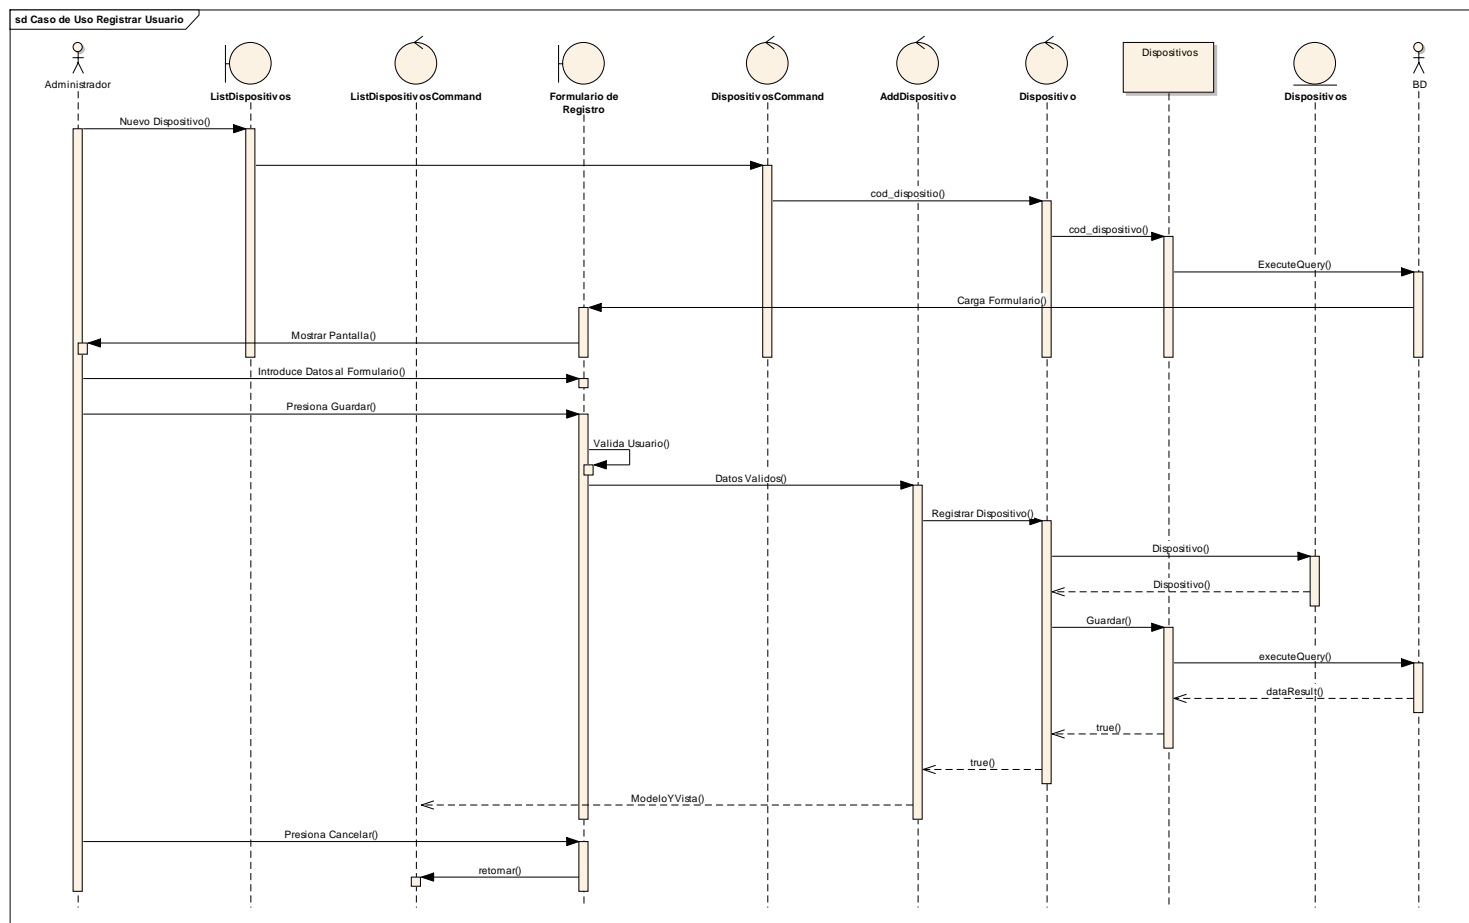 sd Caso de Uso Registrar Usuario
Administrador
ListDispositivos
ListDispositivosCommand
Formulario de
Registro
DispositivosCommand
AddDispositivo
Dispositivo
Dispositivos
Dispositivos
BD
Nuevo Dispositivo()
cod_dispositio()
cod_dispositivo()
ExecuteQuery()
Carga Formulario()
Mostrar Pantalla()
Introduce Datos al Formulario()
Presiona Guardar()
Valida Usuario()
Datos Validos()
Registrar Dispositivo()
Dispositivo()
Dispositivo()
Guardar()
executeQuery()
dataResult()
true()
true()
ModeloYVista()
Presiona Cancelar()
retornar()